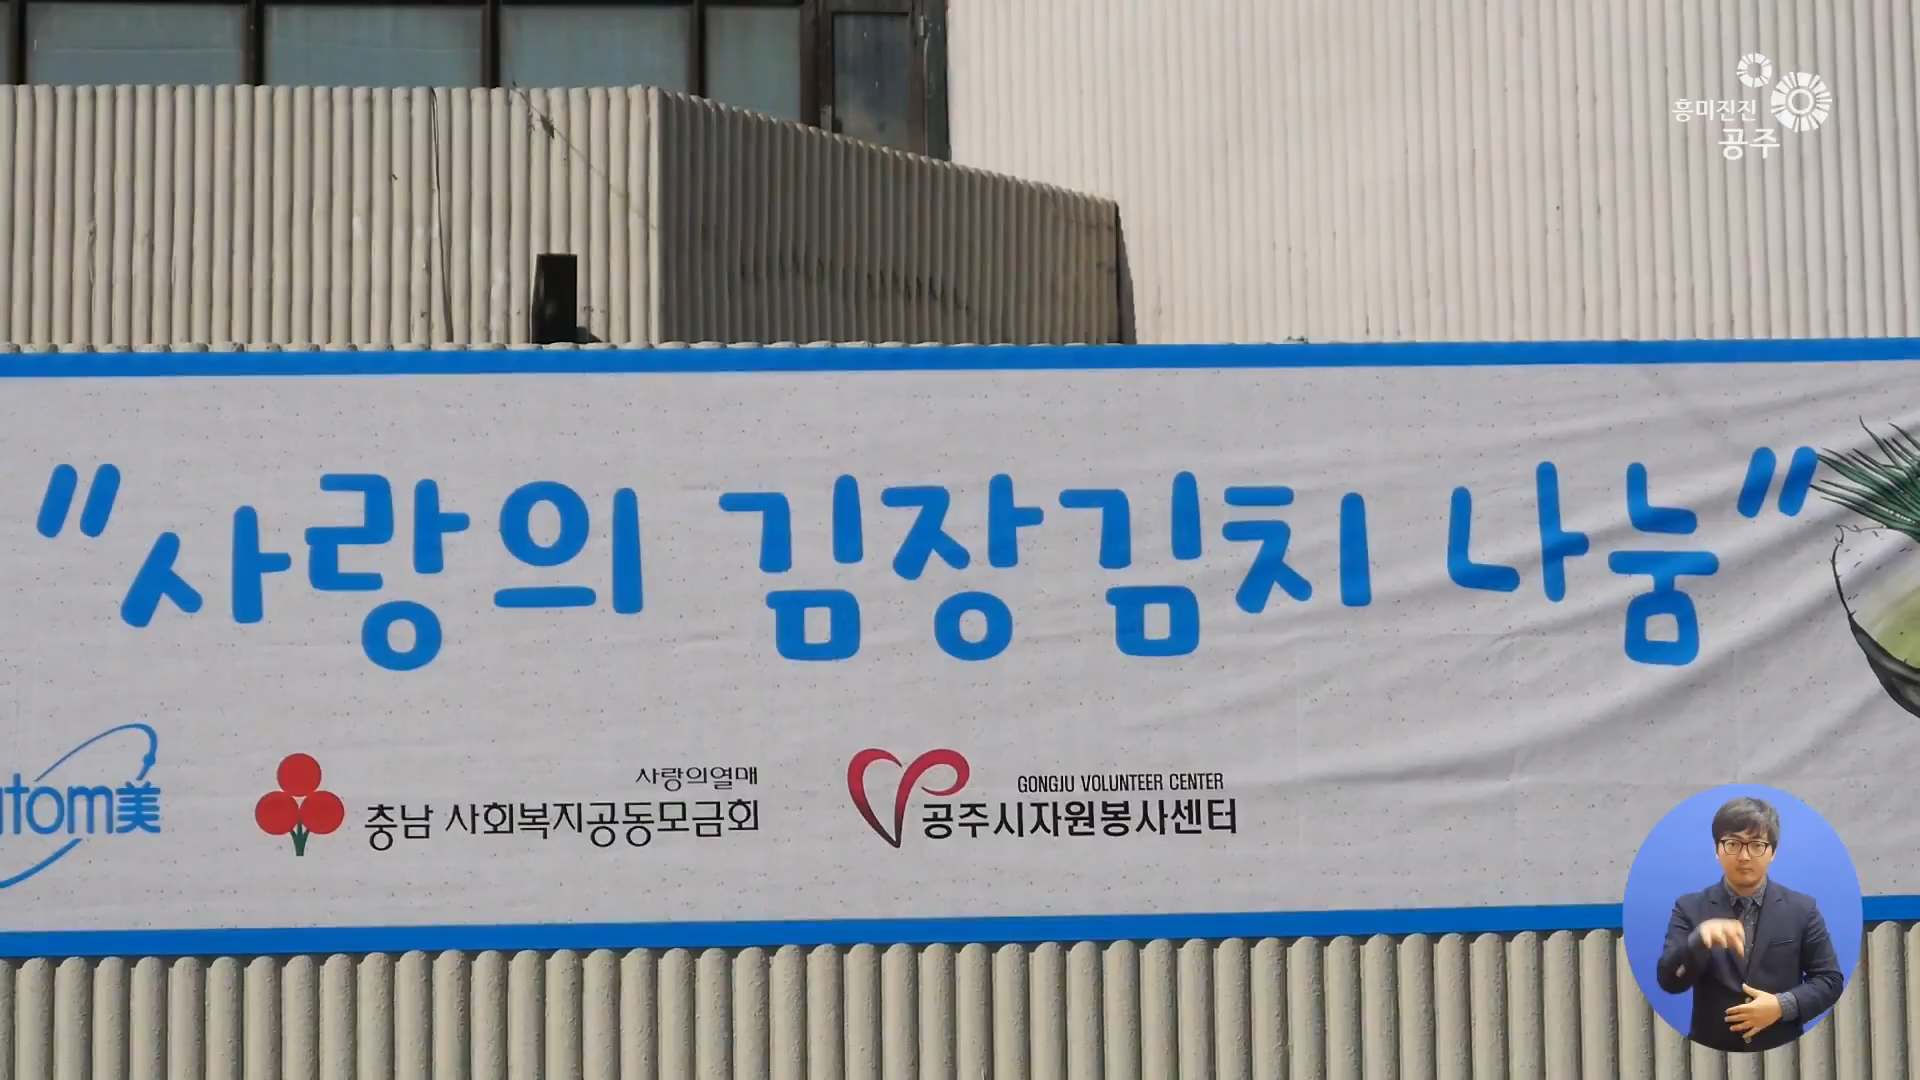 흥미진진
공주
"사랑의 김장김치 나눔"
atom美
사랑의열매
충남 사회복지공동모금회
GONGJU VOLUNTEER CENTER
공주시자원봉사센터